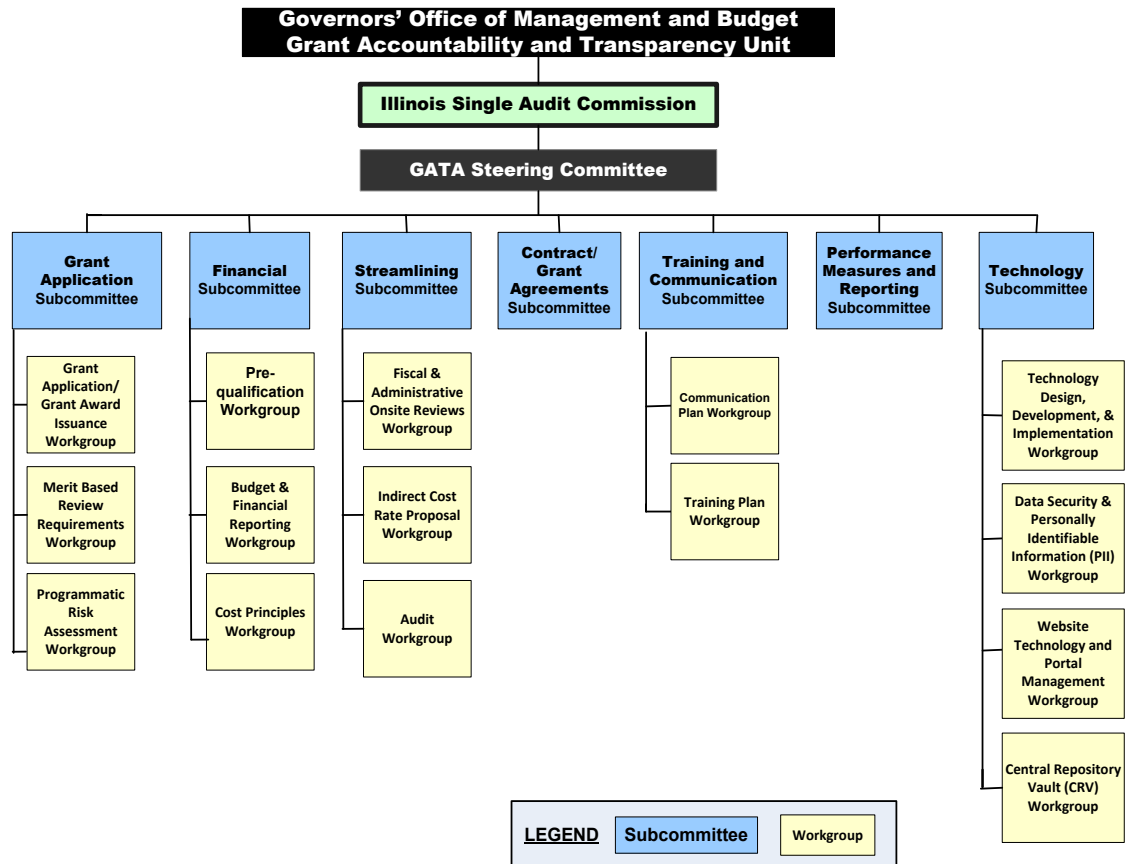 Governors' Office of Management and Budget
Grant Accountability and Transparency Unit
Illinois Single Audit Commission
GATA Steering Committee
Grant
Application
Subcommittee
Financial
Subcommittee
Streamlining
Subcommittee
Contract/
Grant
Agreements
Subcommittee
Training and
Communication
Subcommittee
Performance
Measures and
Reporting
Subcommittee
Technology
Subcommittee
Grant
Application/
Grant Award
Issuance
Workgroup
Merit Based
Review
Requirements
Workgroup
Programmatic
Risk
Assessment
Workgroup
Pre-
qualification
Workgroup
Budget &
Financial
Reporting
Workgroup
Cost Principles
Workgroup
Fiscal &
Administrative
Onsite Reviews
Workgroup
Indirect Cost
Rate Proposal
Workgroup
Audit
Workgroup
Communication
Plan Workgroup
Training Plan
Workgroup
Technology
Design,
Development, &
Implementation
Workgroup
Data Security &
Personally
Identifiable
Information (PII)
Workgroup
Website
Technology and
Portal
Management
Workgroup
Central Repository
Vault (CRV)
Workgroup
LEGEND
Subcommittee
Workgroup